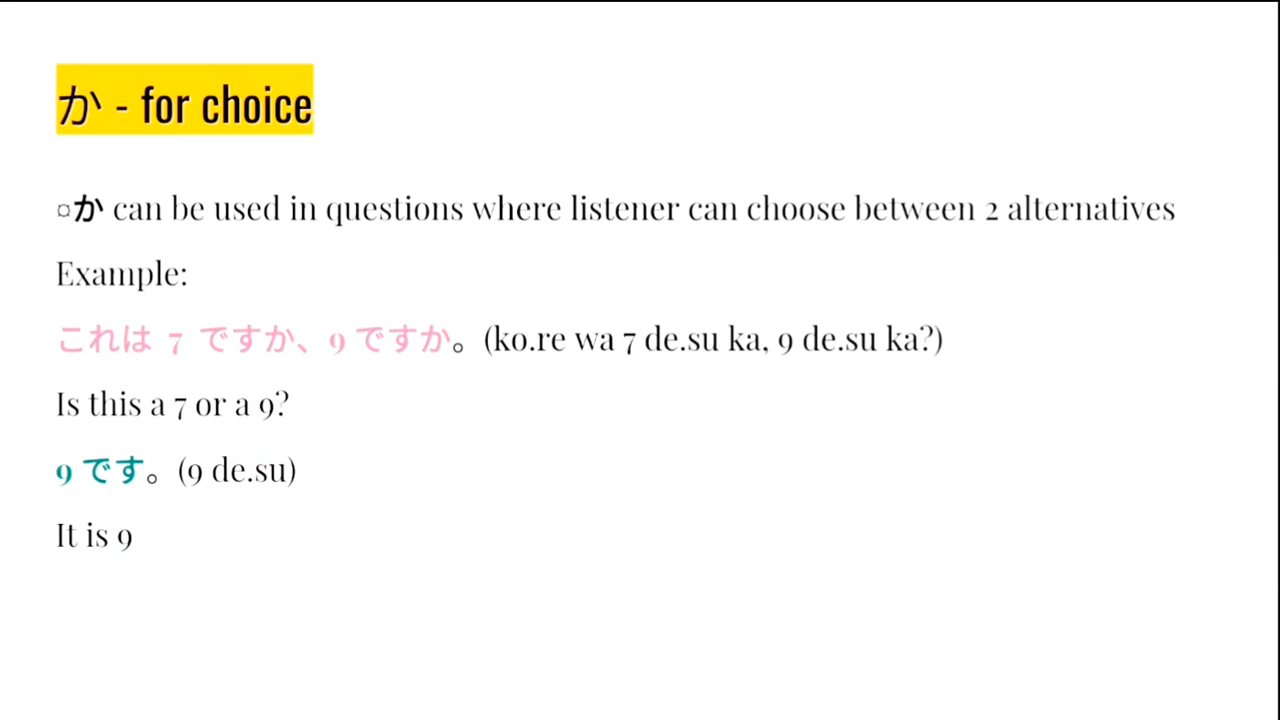 か - for choice
¤か can be used in questions where listener can choose between 2 alternatives
Example:
これは 7 ですか、9 ですか。(ko.re wa 7 de.su ka, 9 de.su ka?)
Is this a 7 or a 9?
9 です。(9 de.su)
It is 9